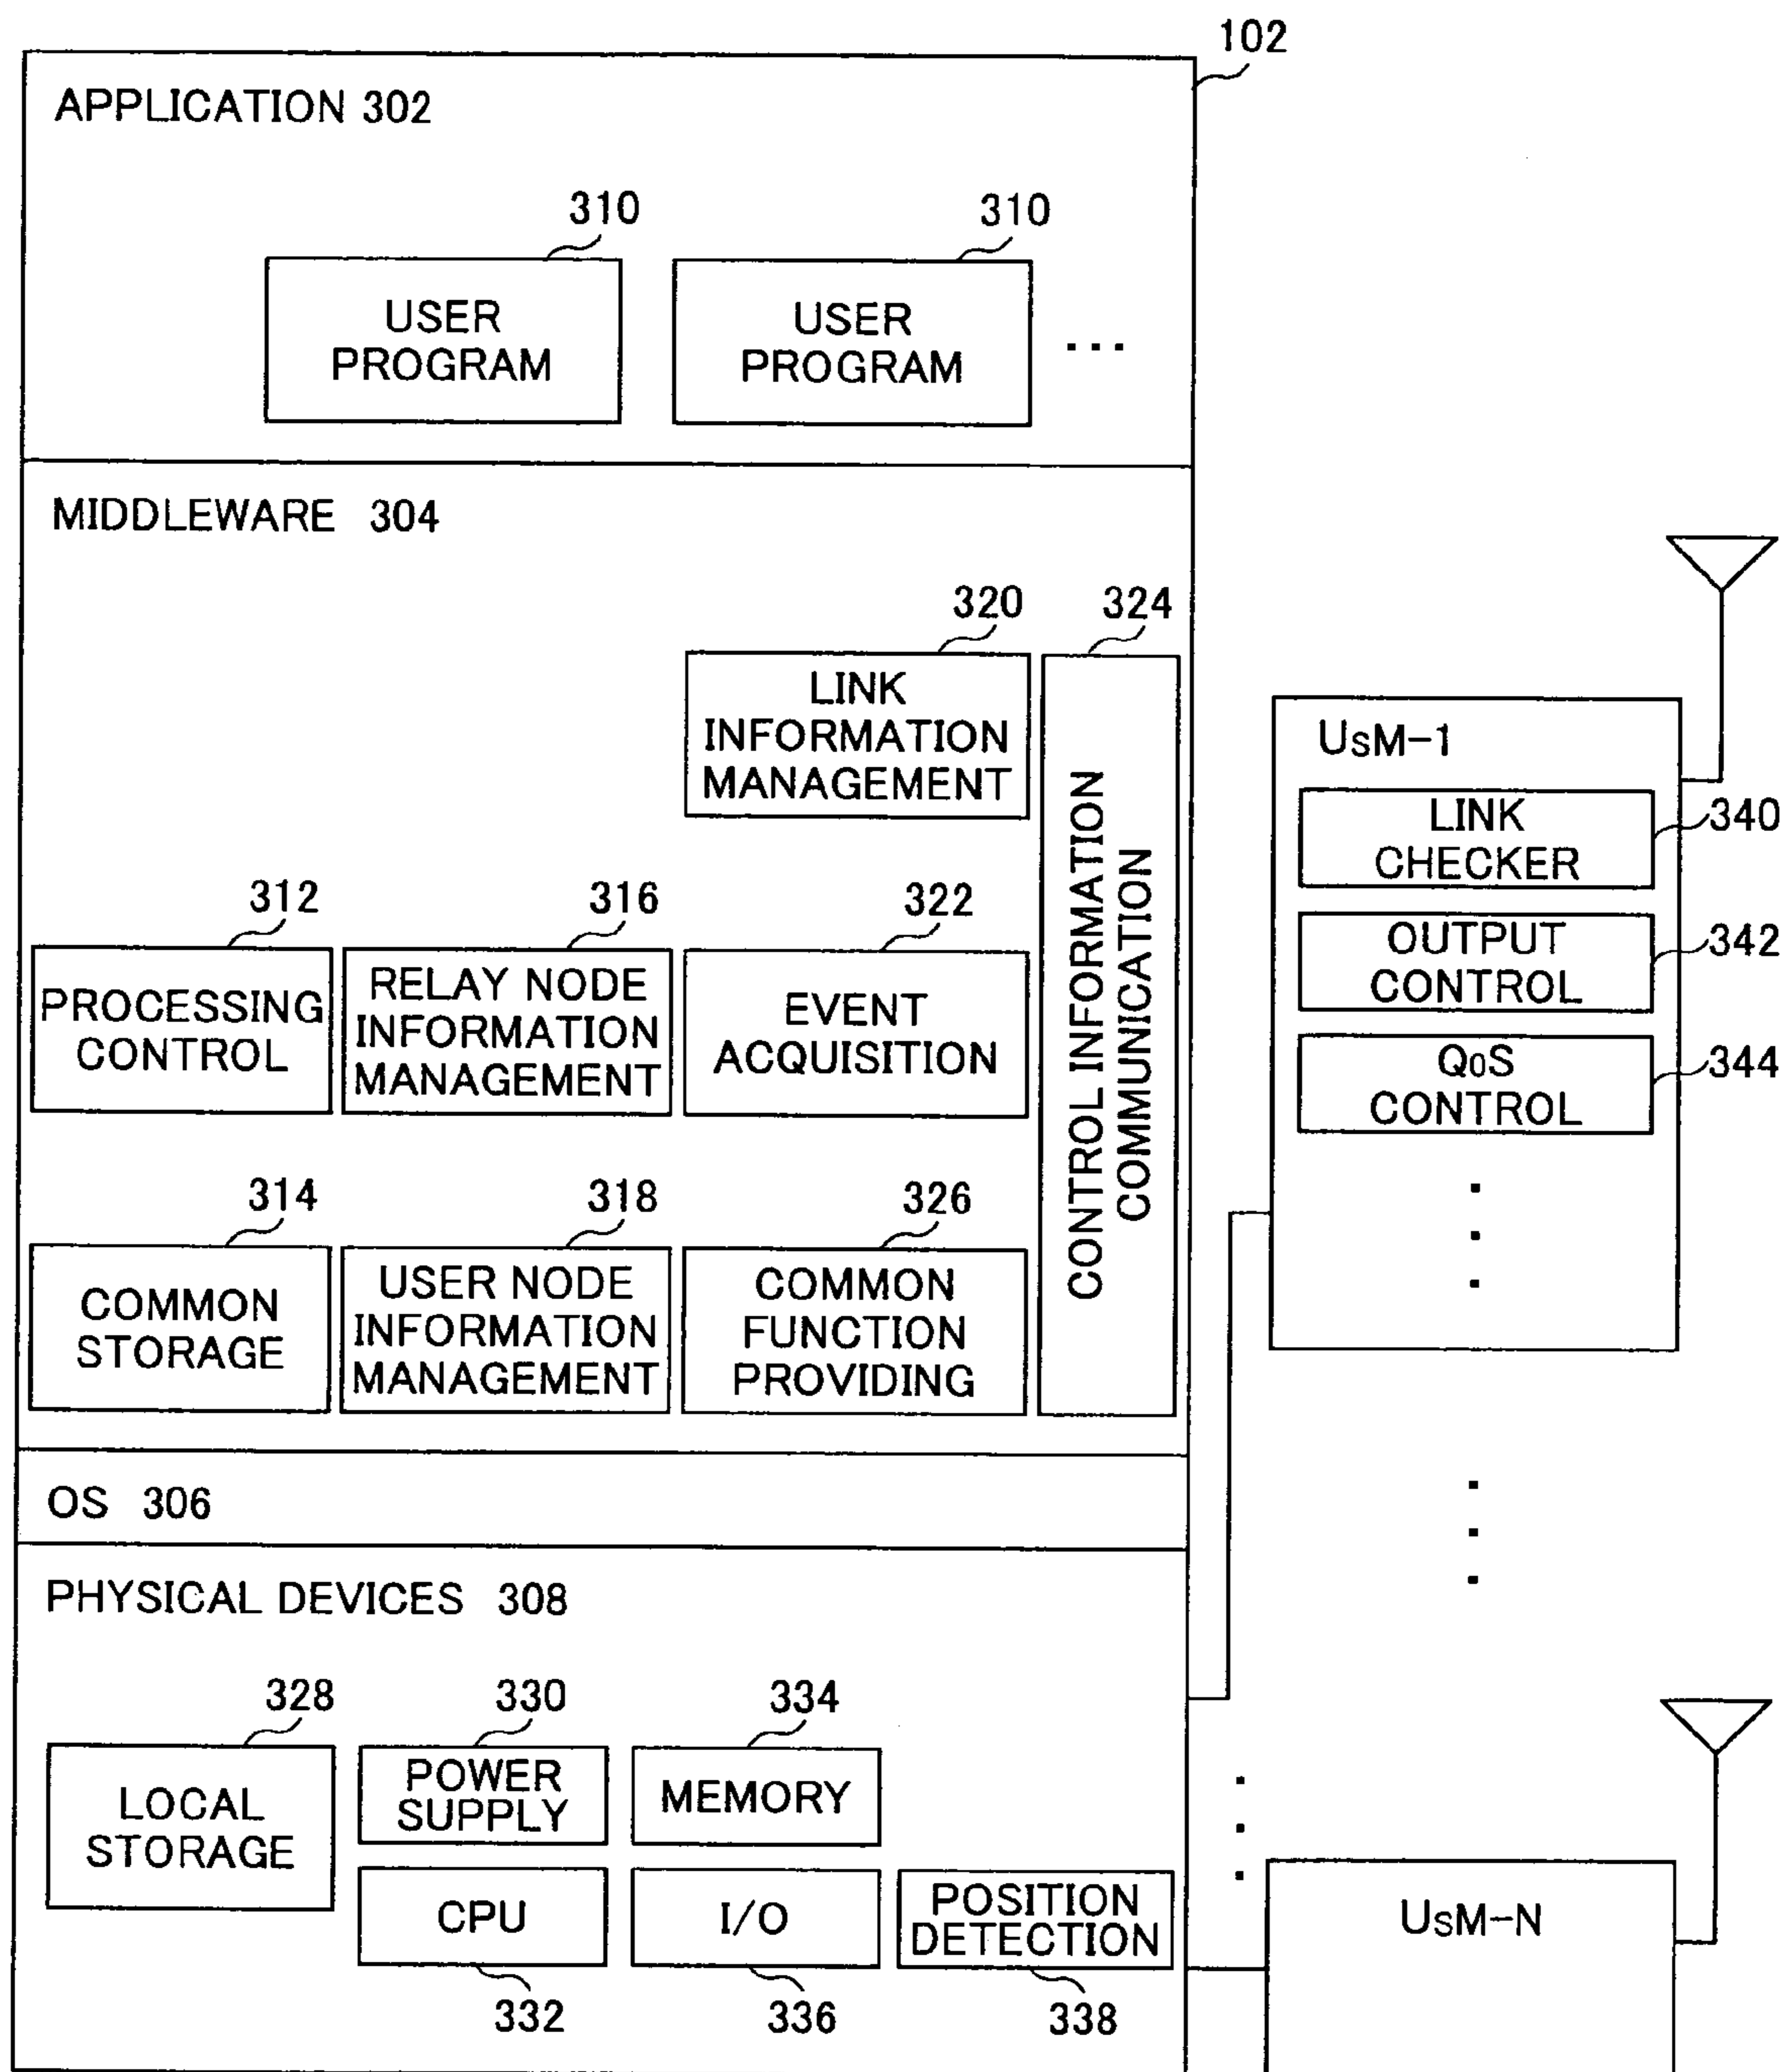 102
APPLICATION 302
310
310
USER
PROGRAM
USER
PROGRAM
...
MIDDLEWARE 304
320
324
LINK
INFORMATION
MANAGEMENT
CONTROL INFORMATION
COMMUNICATION
312
316
322
PROCESSING
CONTROL
RELAY NODE
INFORMATION
MANAGEMENT
EVENT
ACQUISITION
314
318
326
COMMON
STORAGE
USER NODE
INFORMATION
MANAGEMENT
COMMON
FUNCTION
PROVIDING
OS 306
PHYSICAL DEVICES 308
328
330
334
LOCAL
STORAGE
POWER
SUPPLY
MEMORY
CPU
I/O
POSITION
DETECTION
332
336
338
UsM-1
LINK
CHECKER
340
OUTPUT
CONTROL
342
QoS
CONTROL
344
UsM-N